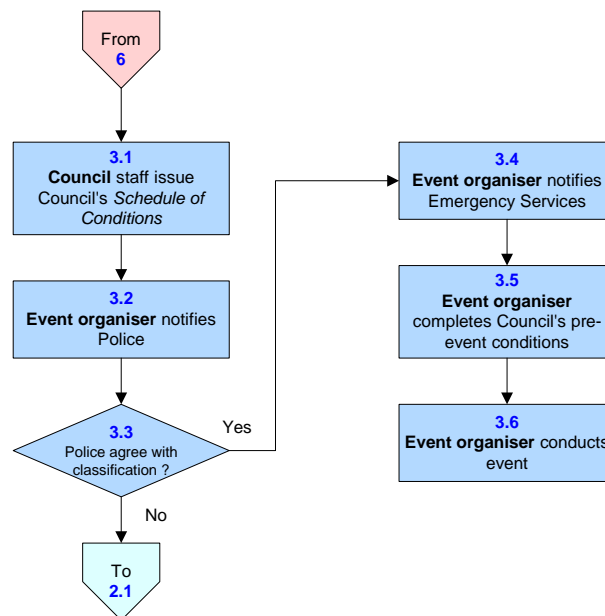 From
6
3.1
Council staff issue
Council's Schedule of
Conditions
3.2
Event organiser notifies
Police
3.3
Police agree with
classification ?
Yes
No
To
2.1
3.4
Event organiser notifies
Emergency Services
3.5
Event organiser
completes Council's pre-
event conditions
3.6
Event organiser conducts
event